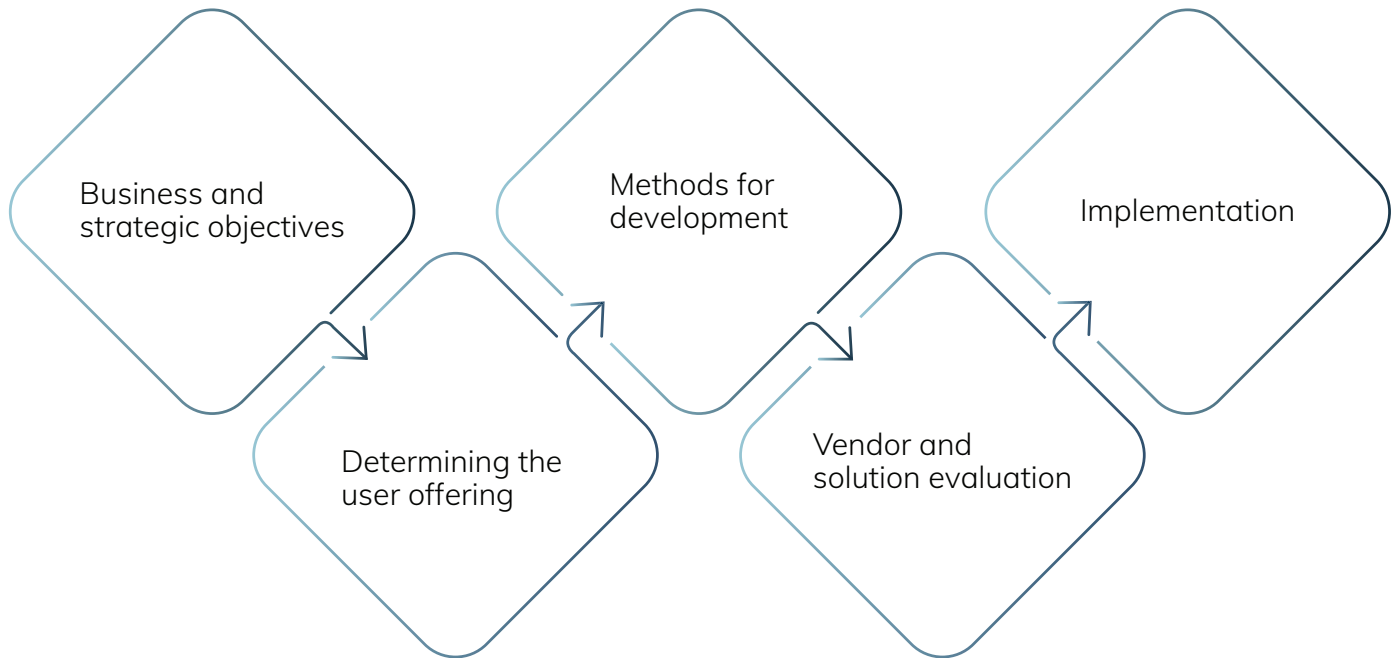 Business and
strategic objectives
Determining the
user offering
Methods for
development
Vendor and
solution evaluation
Implementation